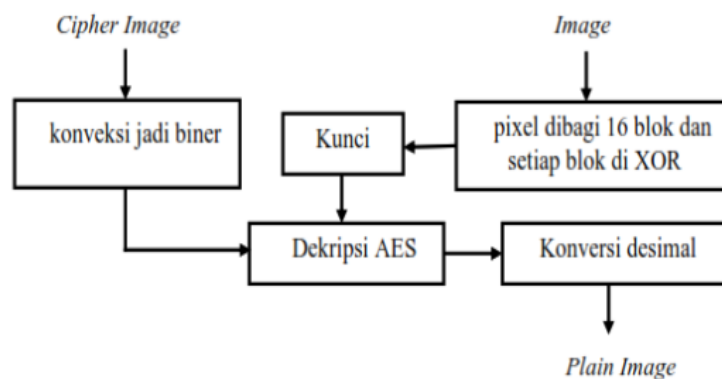 Cipher Image
Image
konveksi jadi biner
Kunci
pixel dibagi 16 blok dan
setiap blok di XOR
Dekripsi AES
Konversi desimal
Plain Image